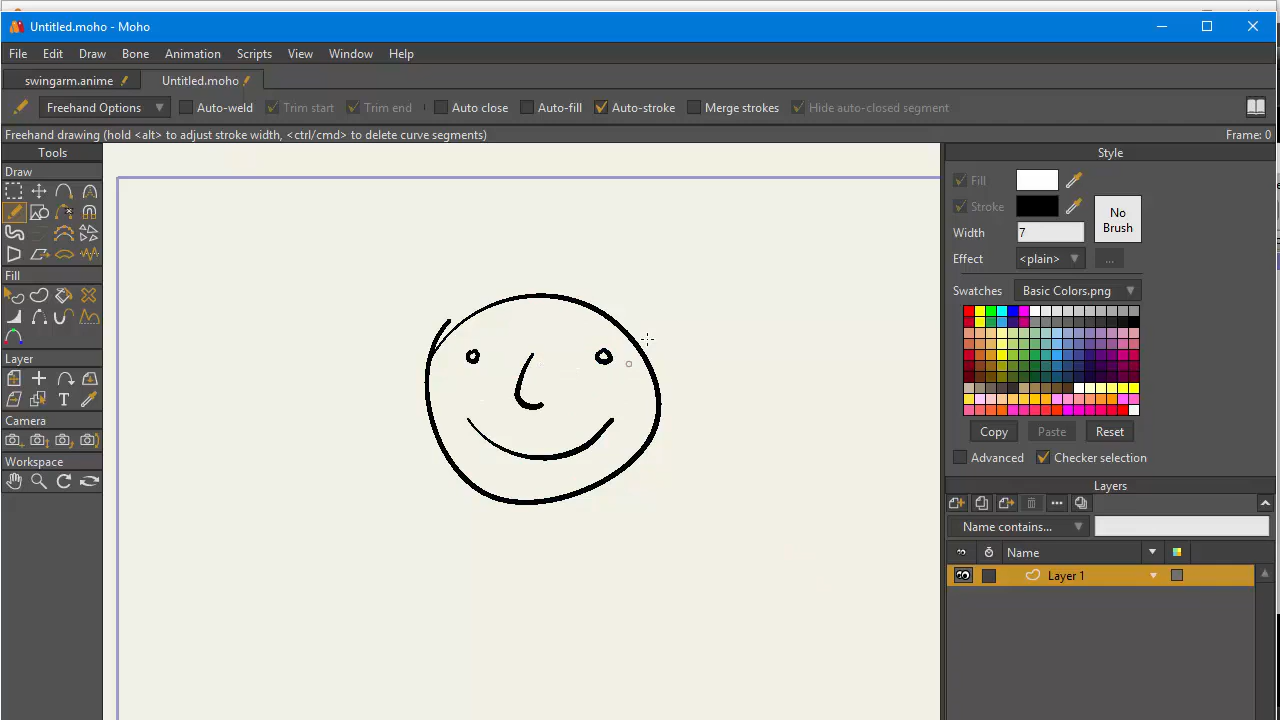 Untitled.moho - Moho
File Edit Draw Bone Animation Scripts View Window Help
swingarm.anime Untitled.moho
Freehand Options Auto-weld Trim start Trim end Auto close Auto-fill Auto-stroke Merge strokes Hide auto-closed segment
Freehand drawing (hold <alt> to adjust stroke width, <ctrl/cmd> to delete curve segments) Frame: 0
Tools
Draw
Fill
Layer
Camera
Workspace
Style
Fill
Stroke
No
Brush
Width 7
Effect <plain> ...
Swatches Basic Colors.png
Copy Paste Reset
Advanced Checker selection
Layers
Name contains...
Name
Layer 1